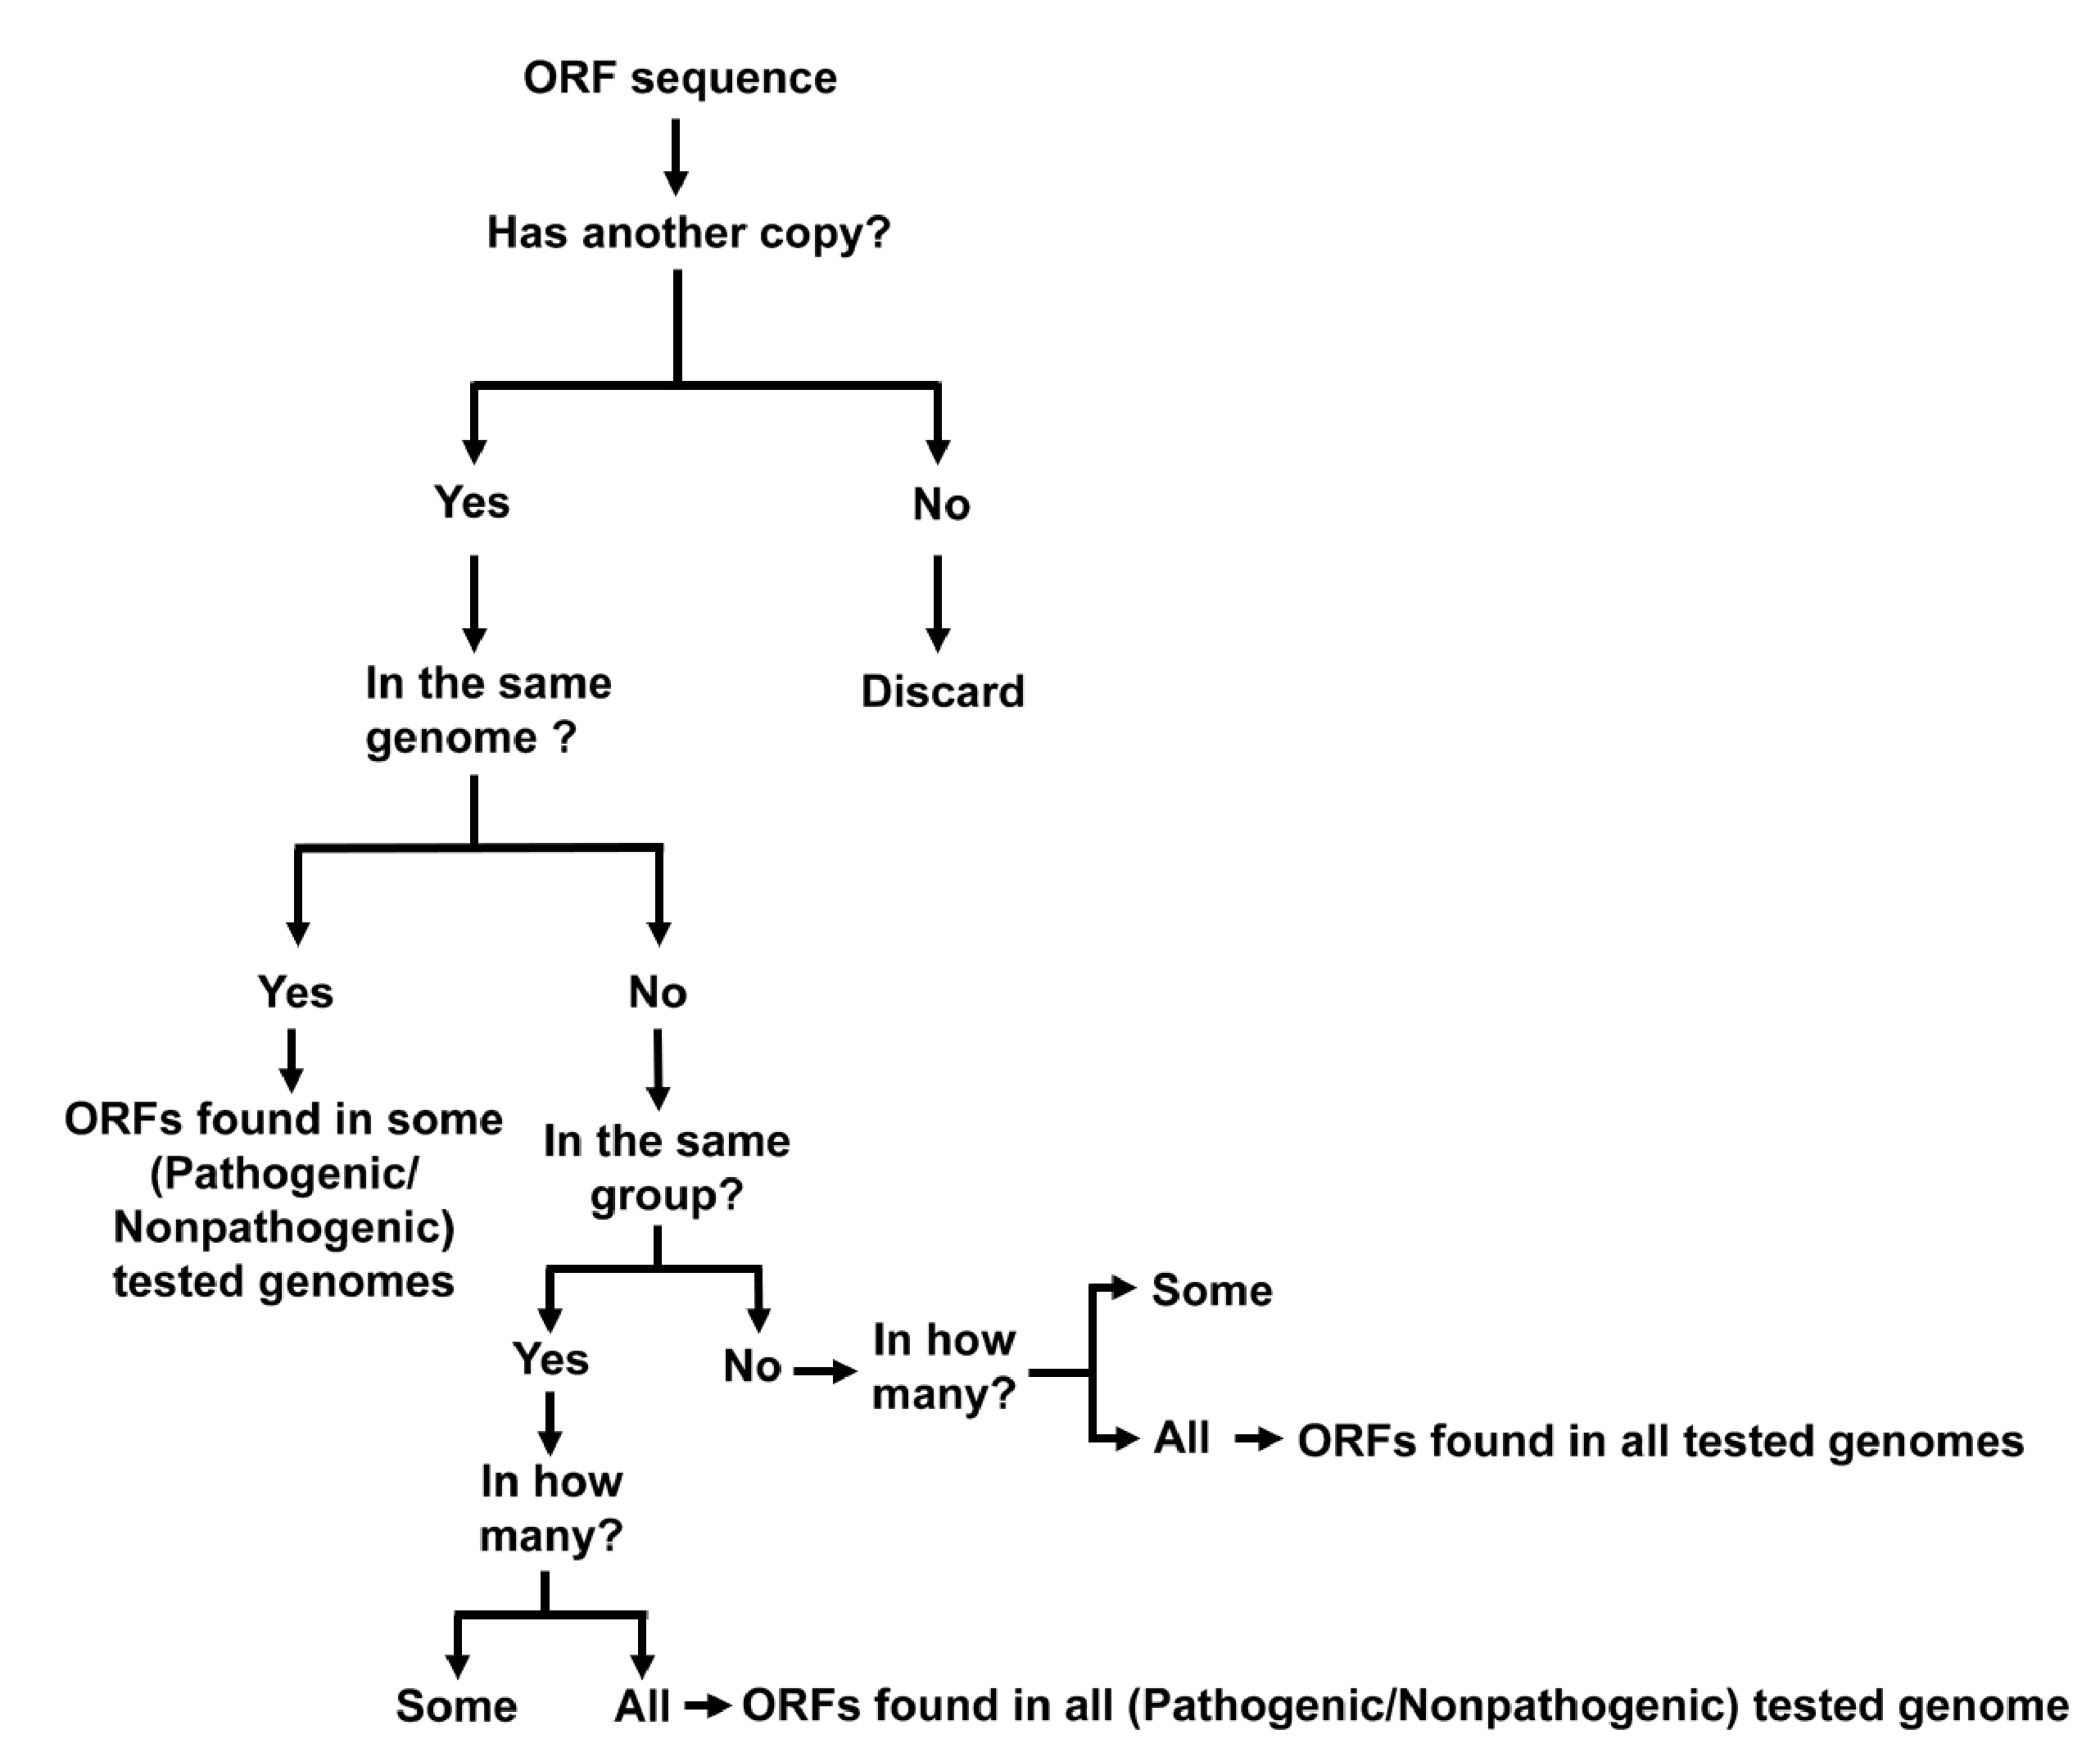 ORF sequence
Has another copy?
Yes
No
In the same
genome ?
Discard
Yes
No
ORFs found in some
(Pathogenic/
Nonpathogenic)
tested genomes
In the same
group?
Yes
No
In how
many?
Some
All
ORFs found in all tested genomes
In how
many?
Some
All
ORFs found in all (Pathogenic/Nonpathogenic) tested genome